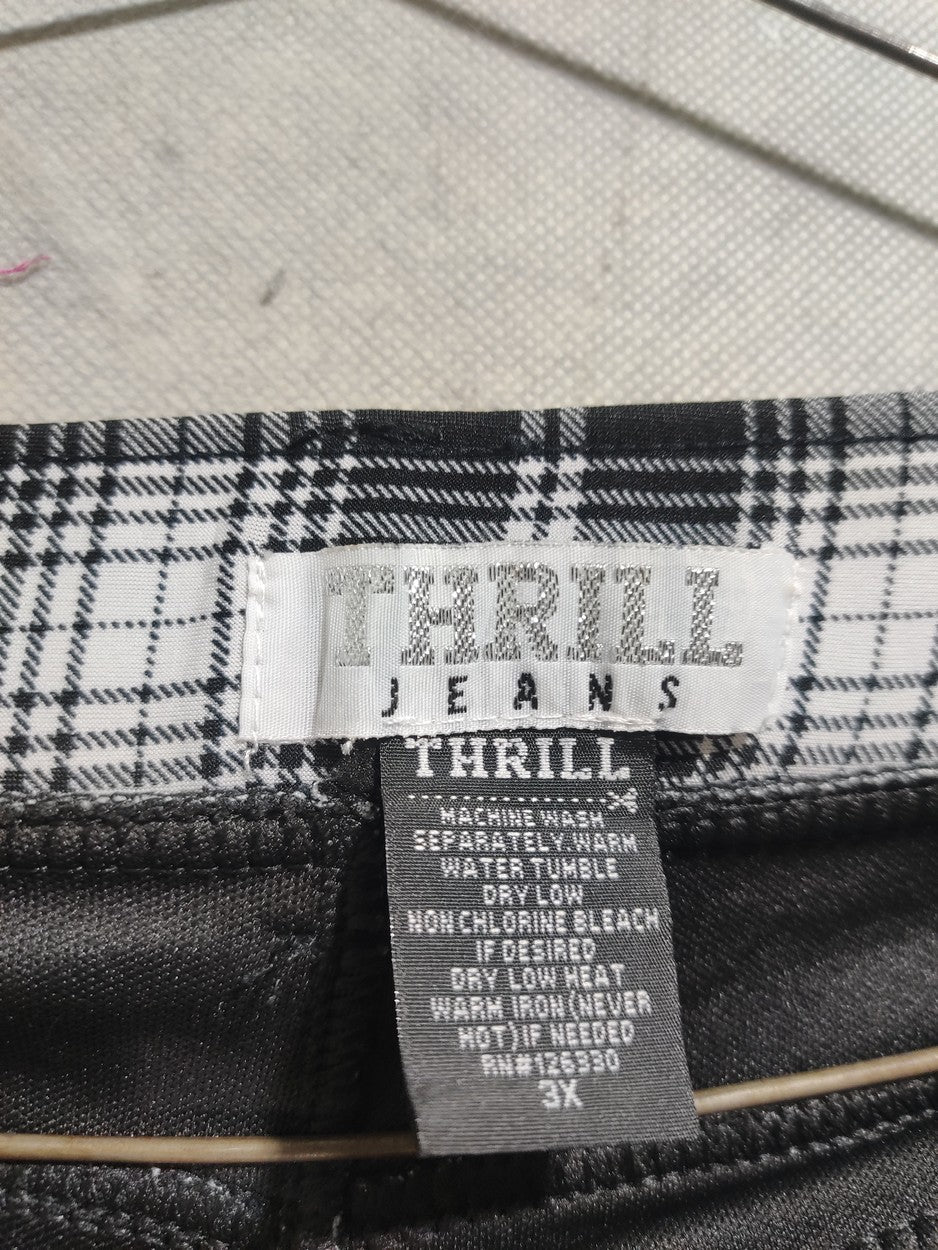 THRILL
JEANS
THRILL
MACHINE WASH
SEPARATELY WARM
WATER TUMBLE
DRY LOW
NON CHLORINE BLEACH
IF DESIRED
DRY LOW HEAT
WARM IRON (NEVER
HOT) IF NEEDED
RN#126330
3X